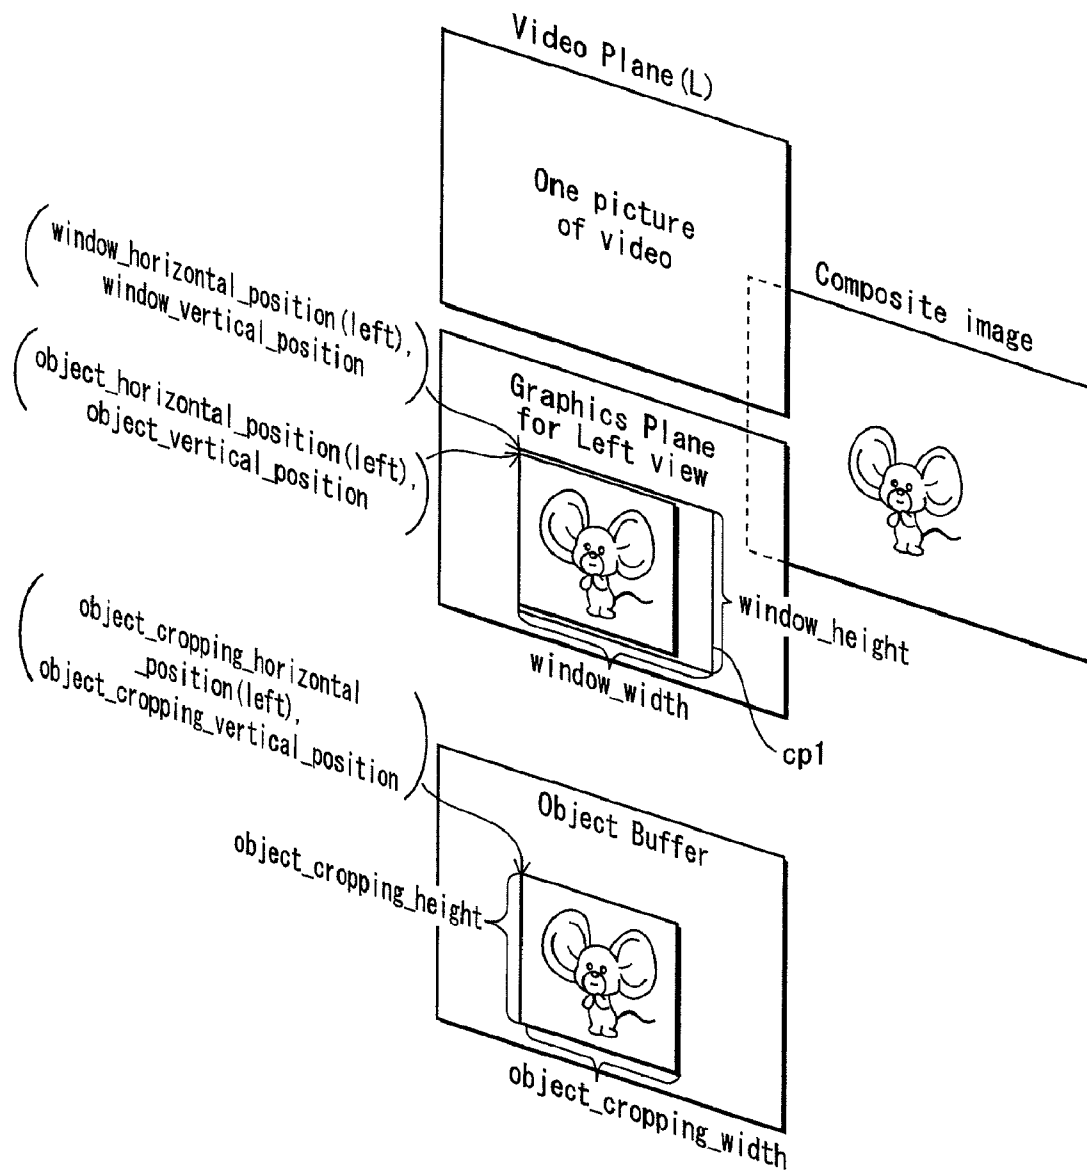 Video Plane(L)
One picture
of video
Composite image
window_horizontal_position(left),
window_vertical_position
object_horizontal_position(left),
object_vertical_position
Graphics Plane
for Left view
window_height
window_width
cp1
object_cropping_horizontal
_position(left),
object_cropping_vertical_position
Object Buffer
object_cropping_height
object_cropping_width